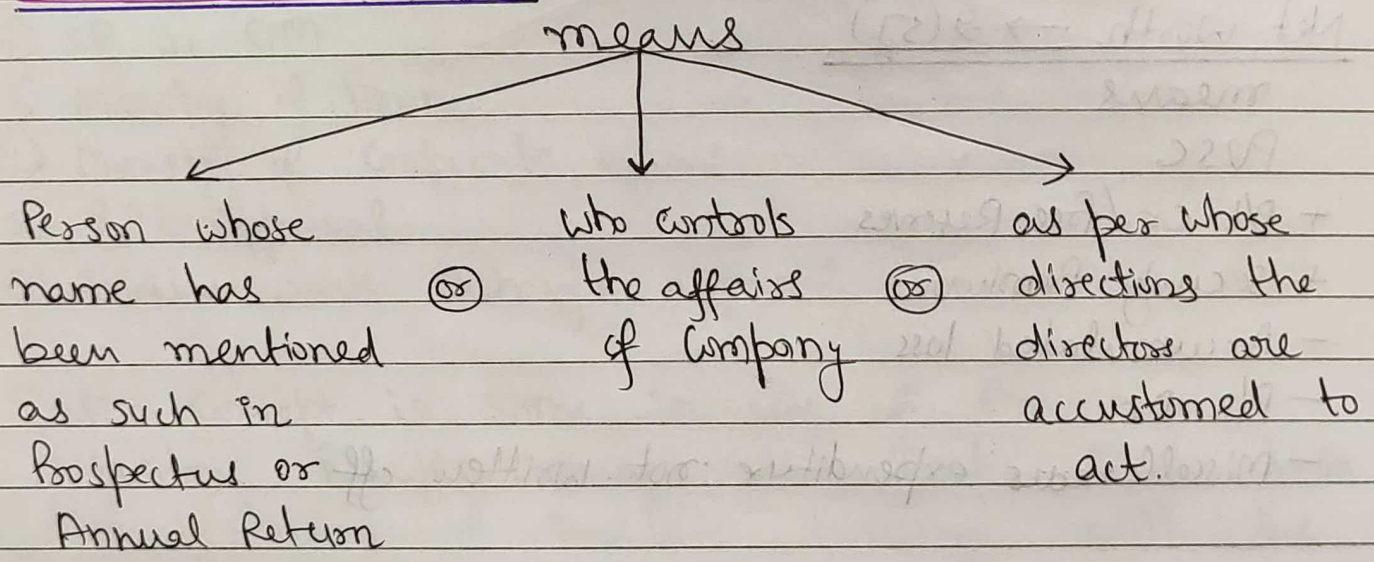 means
Person whose
name has
been mentioned
as such in
Prospectus or
Annual Return
or
who controls
the affairs
of Company
or
as per whose
directions the
directors are
accustomed to
act.